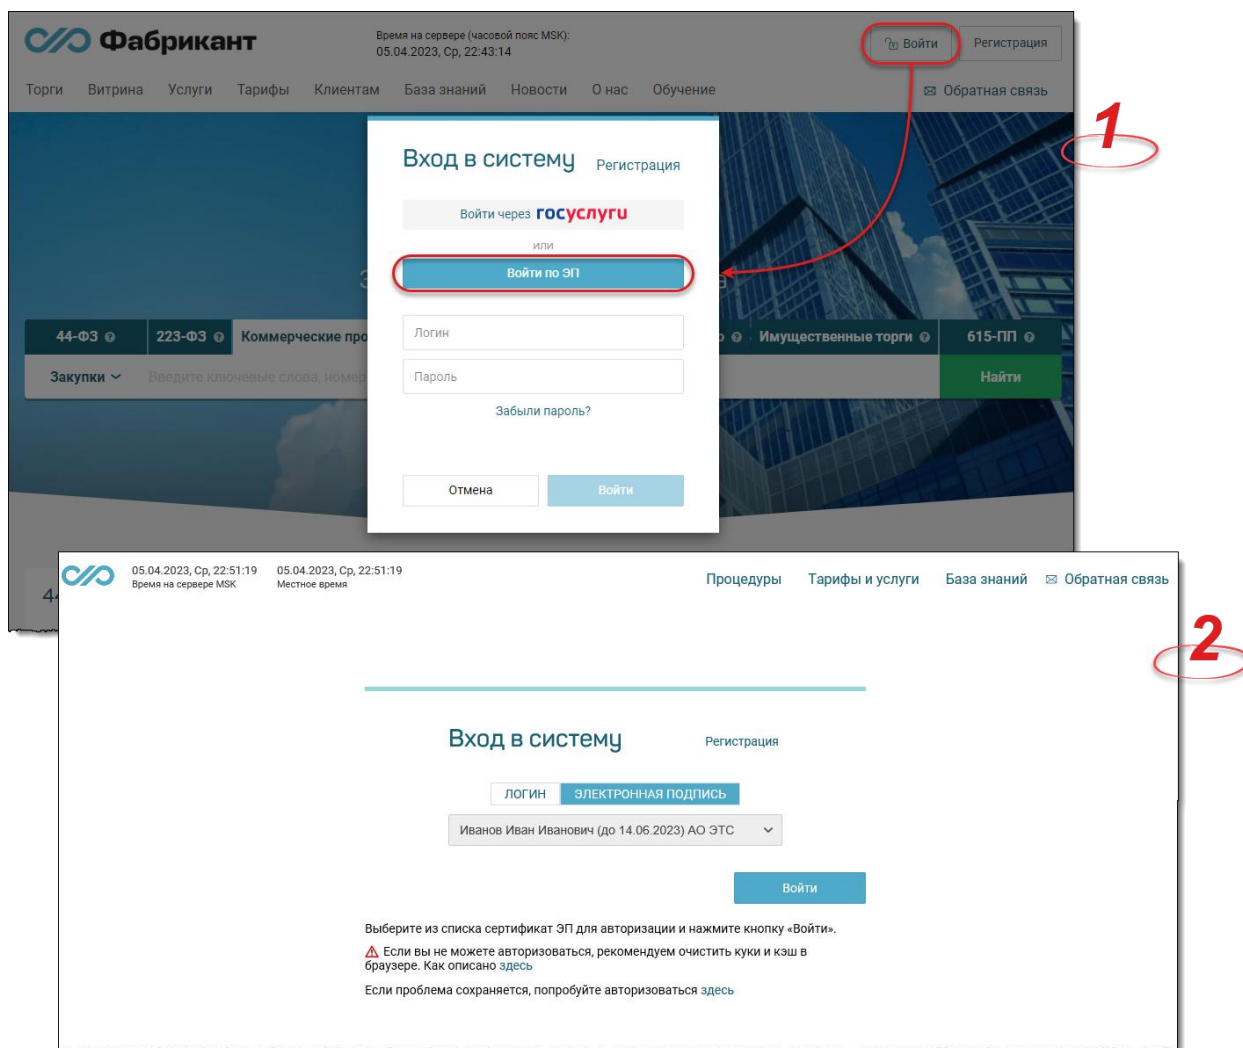 Фабрикант
Время на сервере (часовой пояс MSK):
05.04.2023, Ср, 22:43:14
Войти
Регистрация
Торги Витрина Услуги Тарифы Клиентам База знаний Новости О нас Обучение
Обратная связь
1
Вход в систему Регистрация
Войти через госуслуги
или
Войти по ЭП
44-ФЗ 223-ФЗ Коммерческие про
Имущественные торги 615-ПП
Логин
Закупки Введите ключевые слова, номер
Найти
Пароль
Забыли пароль?
Отмена Войти
44
05.04.2023, Ср, 22:51:19 05.04.2023, Ср, 22:51:19
Время на сервере MSK Местное время
Процедуры Тарифы и услуги База знаний Обратная связь
2
Вход в систему Регистрация
ЛОГИН ЭЛЕКТРОННАЯ ПОДПИСЬ
Иванов Иван Иванович (до 14.06.2023) АО ЭТС
Войти
Выберите из списка сертификат ЭП для авторизации и нажмите кнопку «Войти».
Если вы не можете авторизоваться, рекомендуем очистить куки и кэш в
браузере. Как описано здесь
Если проблема сохраняется, попробуйте авторизоваться здесь